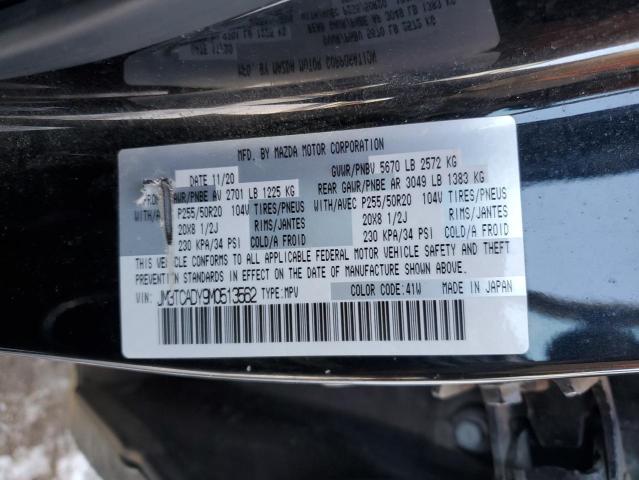 MFD. BY MAZDA MOTOR CORPORATION
DATE 11/20 GVWR/PNBV 5670 LB 2572 KG
GAWR/PNBE AV 2701 LB 1225 KG REAR GAWR/PNBE AR 3049 LB 1383 KG
WITH/AVEC P255/50R20 104V TIRES/PNEUS WITH/AVEC P255/50R20 104V TIRES/PNEUS
20X8 1/2J RIMS/JANTES 20X8 1/2J RIMS/JANTES
230 KPA/34 PSI COLD/A FROID 230 KPA/34 PSI COLD/A FROID
THIS VEHICLE CONFORMS TO ALL APPLICABLE FEDERAL MOTOR VEHICLE SAFETY AND THEFT
PREVENTION STANDARDS IN EFFECT ON THE DATE OF MANUFACTURE SHOWN ABOVE.
VIN: JM3TCADY9M0513562 TYPE:MPV COLOR CODE:41W MADE IN JAPAN